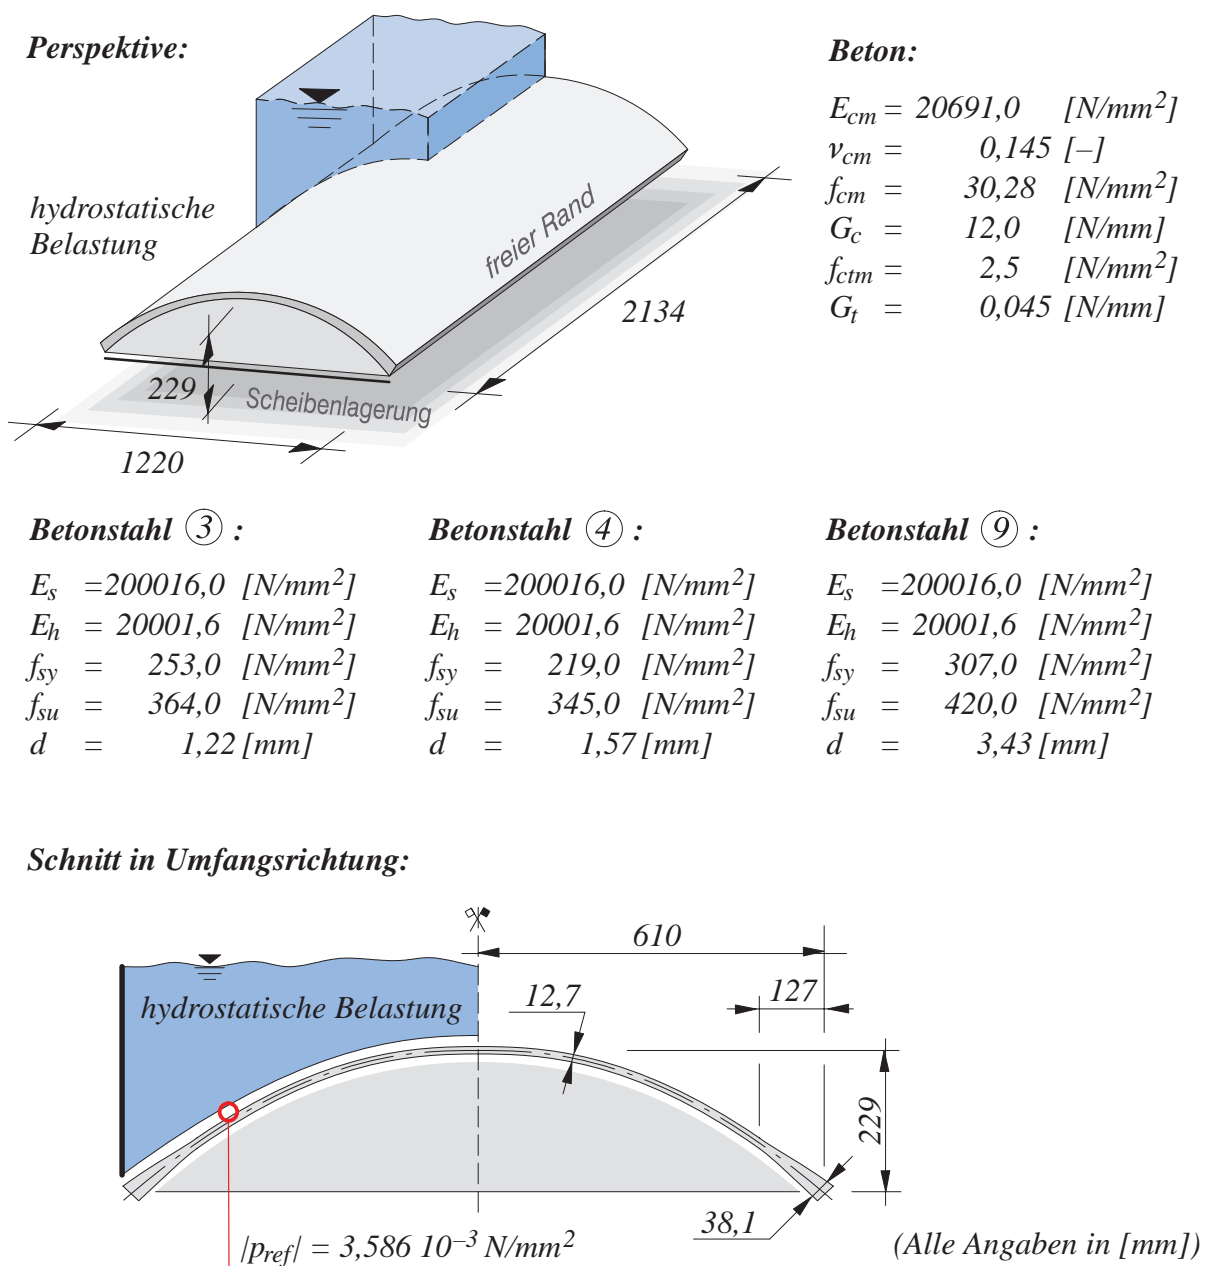 Perspektive:
hydrostatische
Belastung
freier Rand
2134
229
Scheibenlagerung
1220
Beton:
E_cm = 20691,0 [N/mm²]
ν_cm = 0,145 [–]
f_cm = 30,28 [N/mm²]
G_c = 12,0 [N/mm]
f_ctm = 2,5 [N/mm²]
G_t = 0,045 [N/mm]
Betonstahl ③ :
E_s =200016,0 [N/mm²]
E_h = 20001,6 [N/mm²]
f_sy = 253,0 [N/mm²]
f_su = 364,0 [N/mm²]
d = 1,22 [mm]
Betonstahl ④ :
E_s =200016,0 [N/mm²]
E_h = 20001,6 [N/mm²]
f_sy = 219,0 [N/mm²]
f_su = 345,0 [N/mm²]
d = 1,57 [mm]
Betonstahl ⑨ :
E_s =200016,0 [N/mm²]
E_h = 20001,6 [N/mm²]
f_sy = 307,0 [N/mm²]
f_su = 420,0 [N/mm²]
d = 3,43 [mm]
Schnitt in Umfangsrichtung:
610
hydrostatische Belastung
12,7
127
229
38,1
|p_ref| = 3,586 10⁻³ N/mm²
(Alle Angaben in [mm])